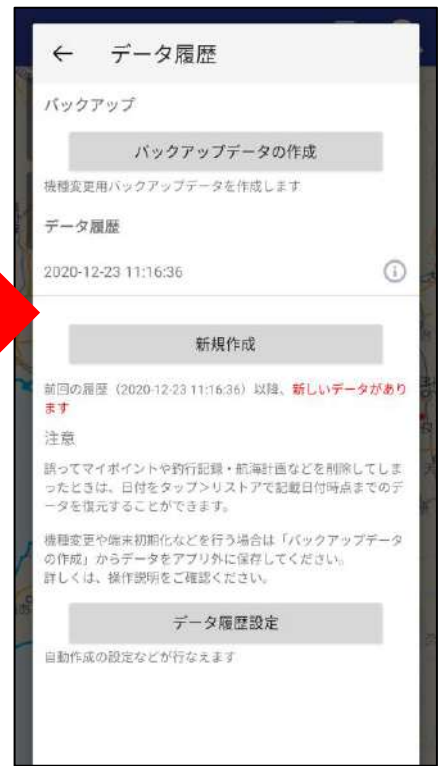 ← データ履歴
バックアップ
バックアップデータの作成
機種変更用バックアップデータを作成します
データ履歴
2020-12-23 11:16:36
新規作成
前回の履歴（2020-12-23 11:16:36）以降、新しいデータがあり
ます
注意
誤ってマイポイントや釣行記録・航海計画などを削除してしま
ったときは、日付をタップ＞リストアで記載日付時点までのデ
ータを復元することができます。
機種変更や端末初期化などを行う場合は「バックアップデータ
の作成」からデータをアプリ外に保存してください。
詳しくは、操作説明をご確認ください。
データ履歴設定
自動作成の設定などが行なえます